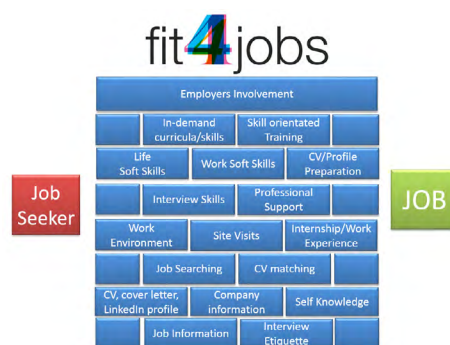 fit4jobs
Employers Involvement
In-demand
curricula/skills
Skill orientated
Training
Life
Soft Skills
Work Soft Skills
CV/Profile
Preparation
Job
Seeker
Interview Skills
Professional
Support
JOB
Work
Environment
Site Visits
Internship/Work
Experience
Job Searching
CV matching
CV, cover letter,
LinkedIn profile
Company
information
Self Knowledge
Job Information
Interview
Etiquette